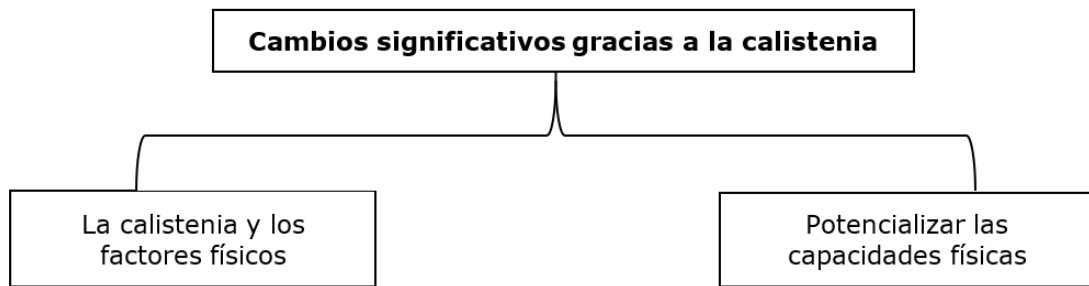 Cambios significativos gracias a la calistenia
La calistenia y los
factores físicos
Potencializar las
capacidades físicas